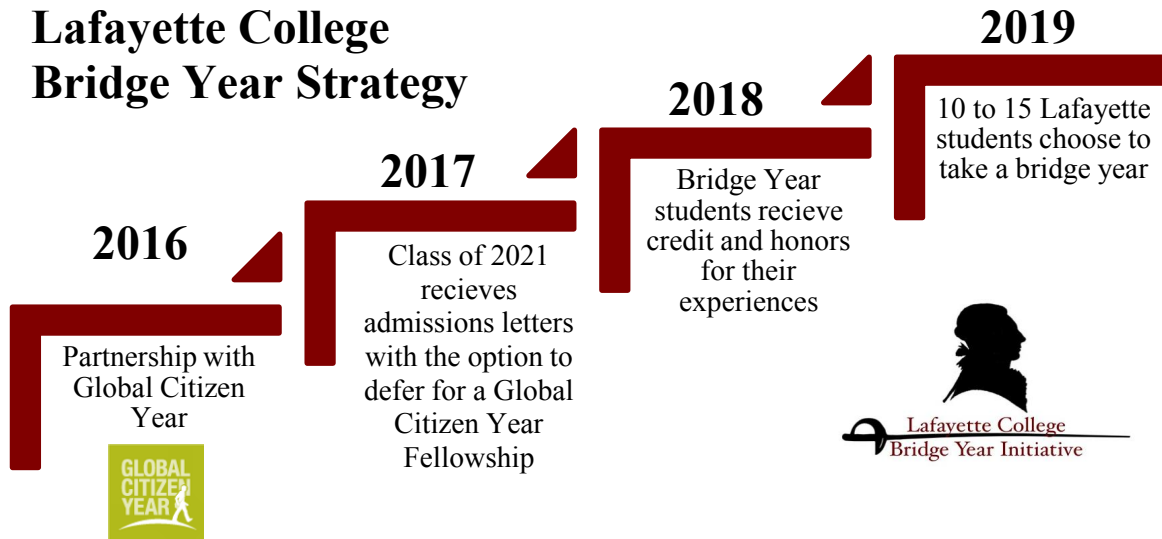 Lafayette College
Bridge Year Strategy
2016
Partnership with
Global Citizen
Year
GLOBAL
CITIZEN
YEAR
2017
Class of 2021
recieves
admissions letters
with the option to
defer for a Global
Citizen Year
Fellowship
2018
Bridge Year
students recieve
credit and honors
for their
experiences
2019
10 to 15 Lafayette
students choose to
take a bridge year
Lafayette College
Bridge Year Initiative